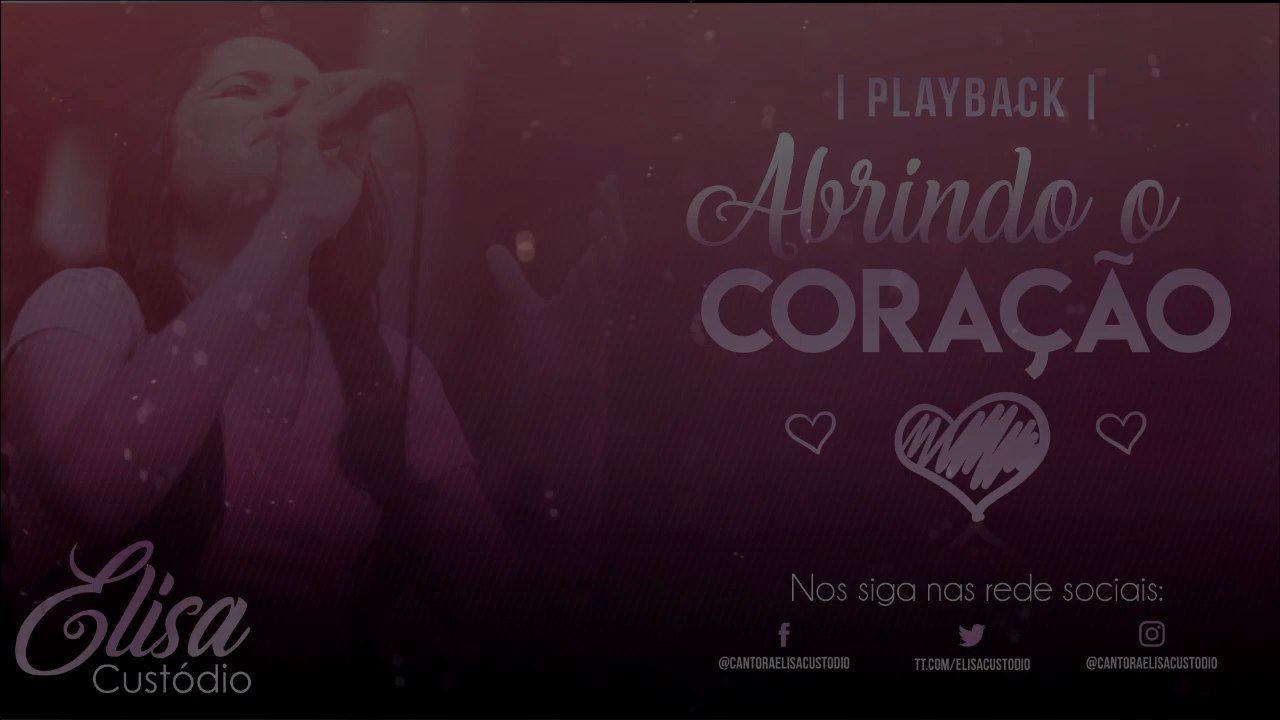 | PLAYBACK |
Abrindo o
CORAÇÃO
Nos siga nas rede sociais:
@CANTORAELISACUSTODIO
TT.COM/ELISACUSTODIO
@CANTORAELISACUSTODIO
Elisa
Custódio